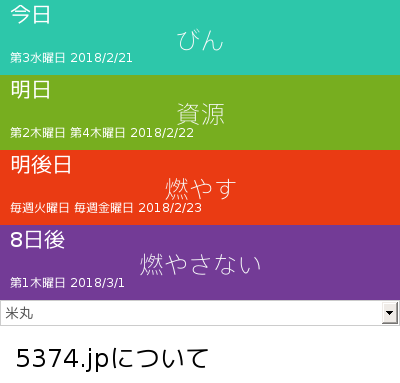 今日
びん
第3水曜日 2018/2/21
明日
資源
第2木曜日 第4木曜日 2018/2/22
明後日
燃やす
毎週火曜日 毎週金曜日 2018/2/23
8日後
燃やさない
第1木曜日 2018/3/1
米丸
5374.jpについて